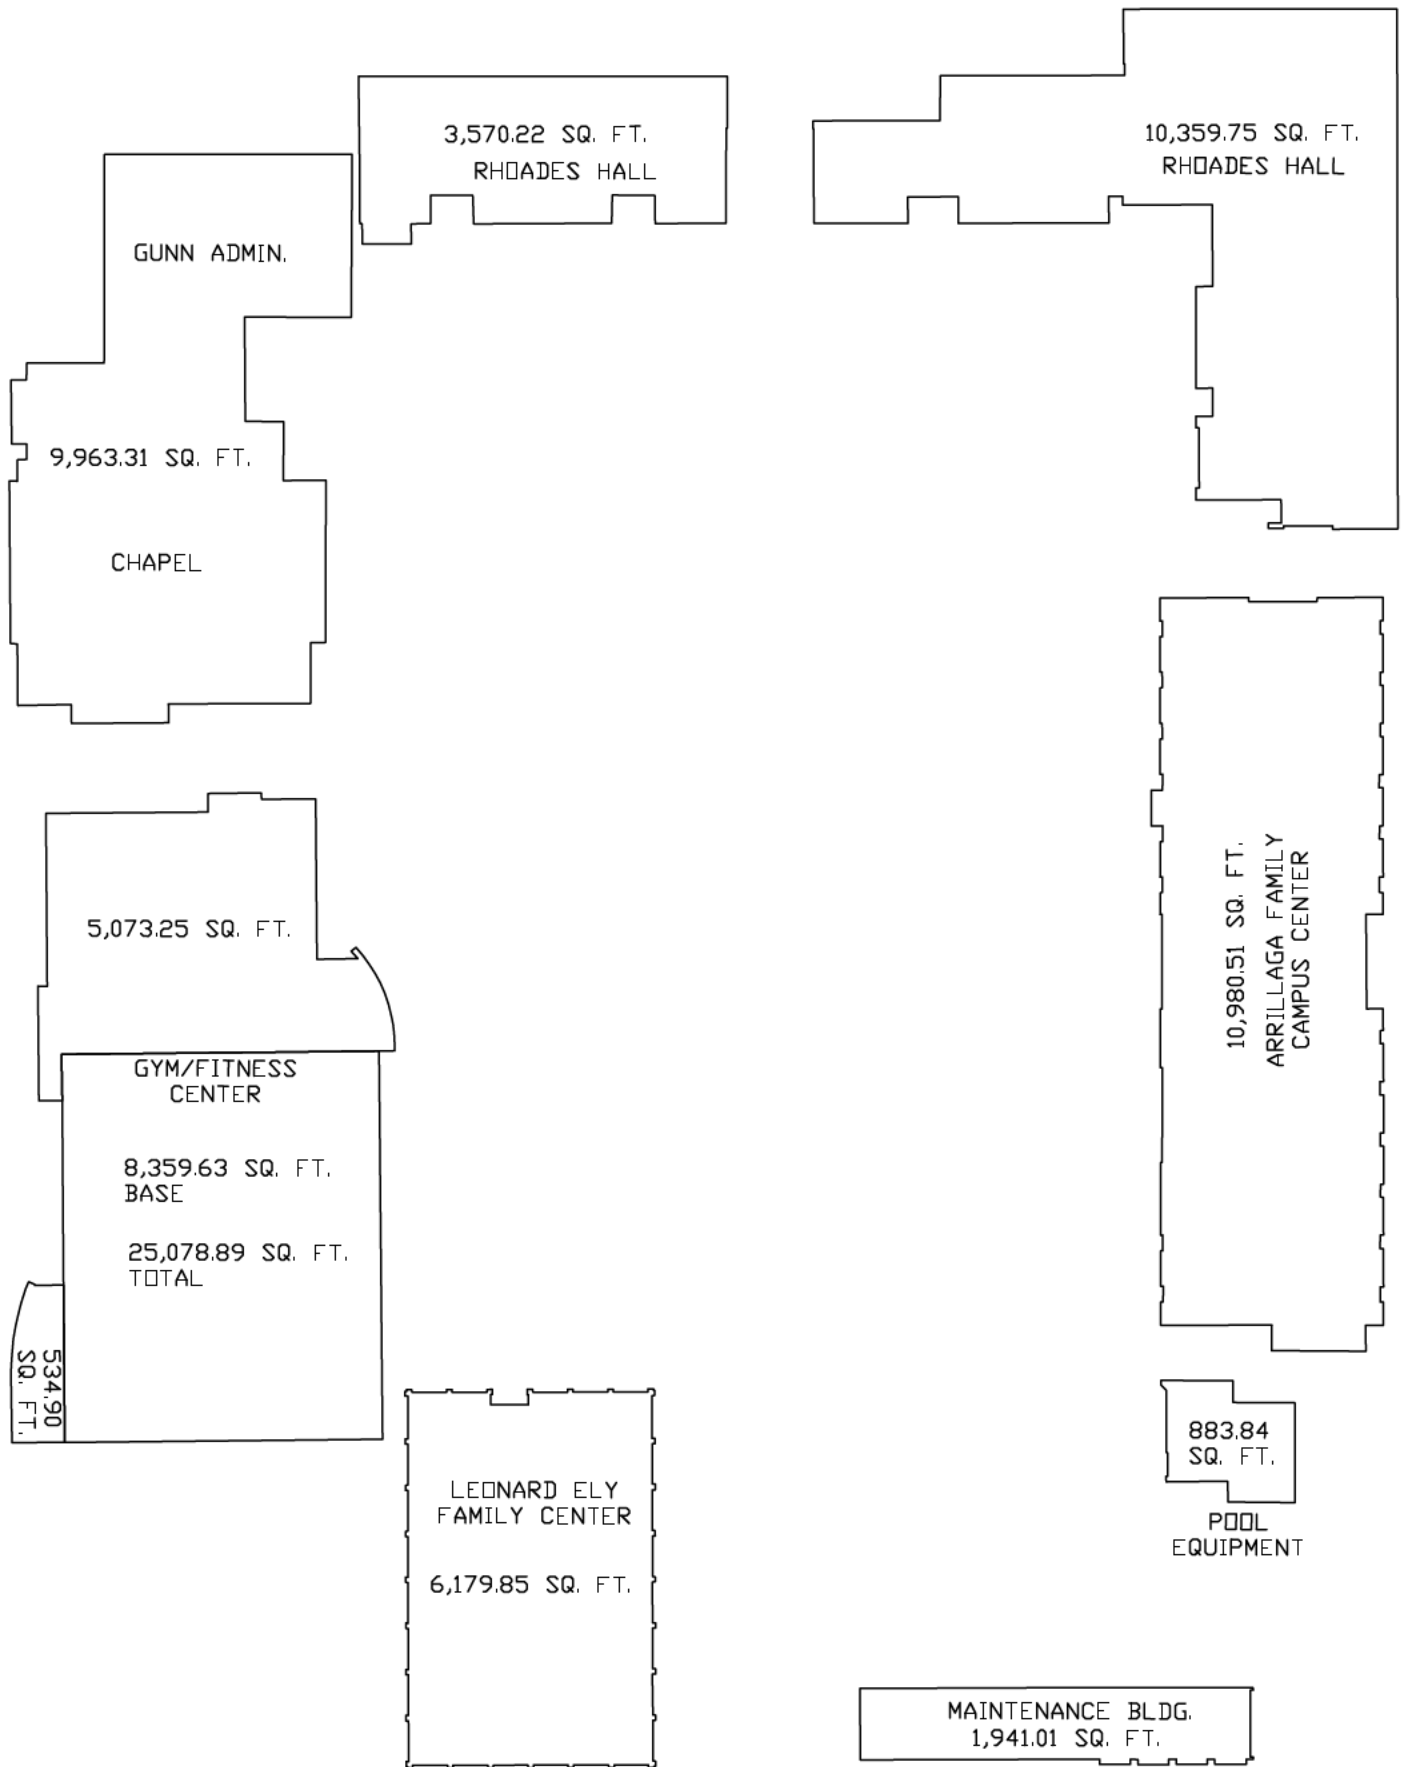 3,570.22 SQ. FT.
RHOADES HALL
10,359.75 SQ. FT.
RHOADES HALL
GUNN ADMIN.
9,963.31 SQ. FT.
CHAPEL
5,073.25 SQ. FT.
GYM/FITNESS
CENTER
8,359.63 SQ. FT.
BASE
25,078.89 SQ. FT.
TOTAL
534.90
SQ. FT.
10,980.51 SQ. FT.
ARRILLAGA FAMILY
CAMPUS CENTER
883.84
SQ. FT.
POOL
EQUIPMENT
LEONARD ELY
FAMILY CENTER
6,179.85 SQ. FT.
MAINTENANCE BLDG.
1,941.01 SQ. FT.